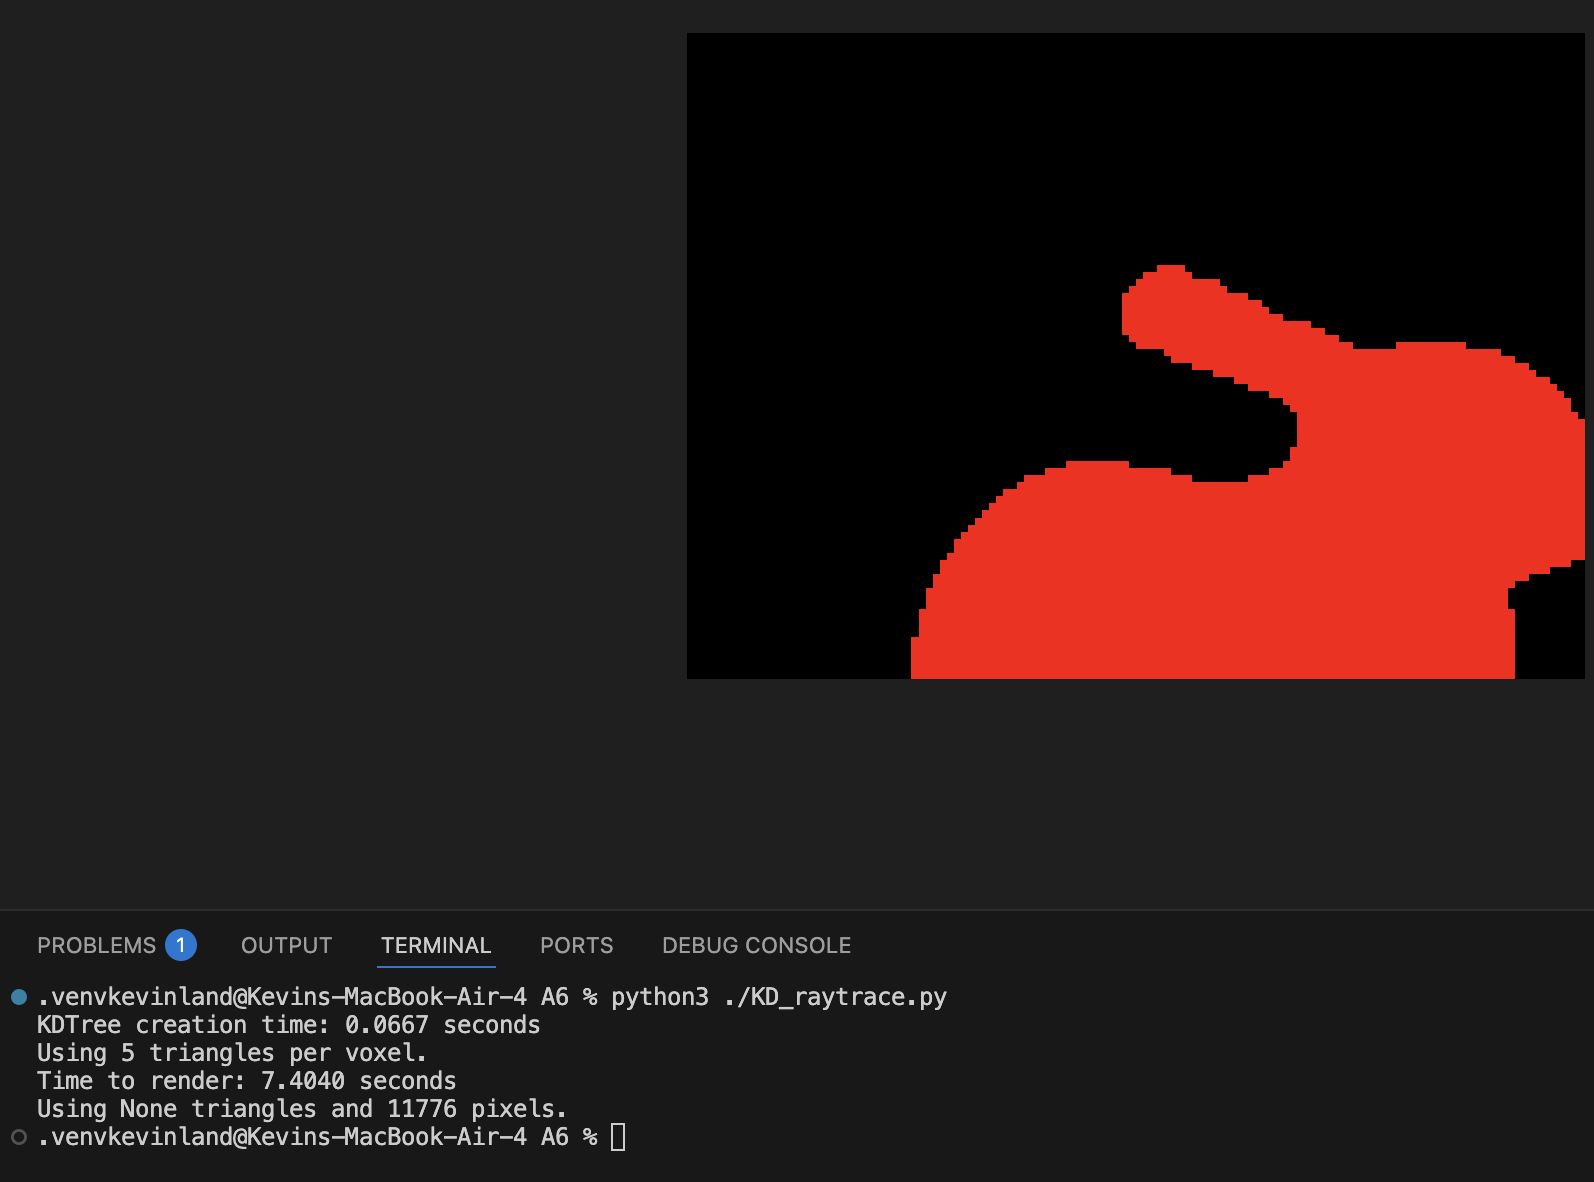 PROBLEMS 1 OUTPUT TERMINAL PORTS DEBUG CONSOLE
.venvkevinland@Kevins-MacBook-Air-4 A6 % python3 ./KD_raytrace.py
KDTree creation time: 0.0667 seconds
Using 5 triangles per voxel.
Time to render: 7.4040 seconds
Using None triangles and 11776 pixels.
.venvkevinland@Kevins-MacBook-Air-4 A6 %